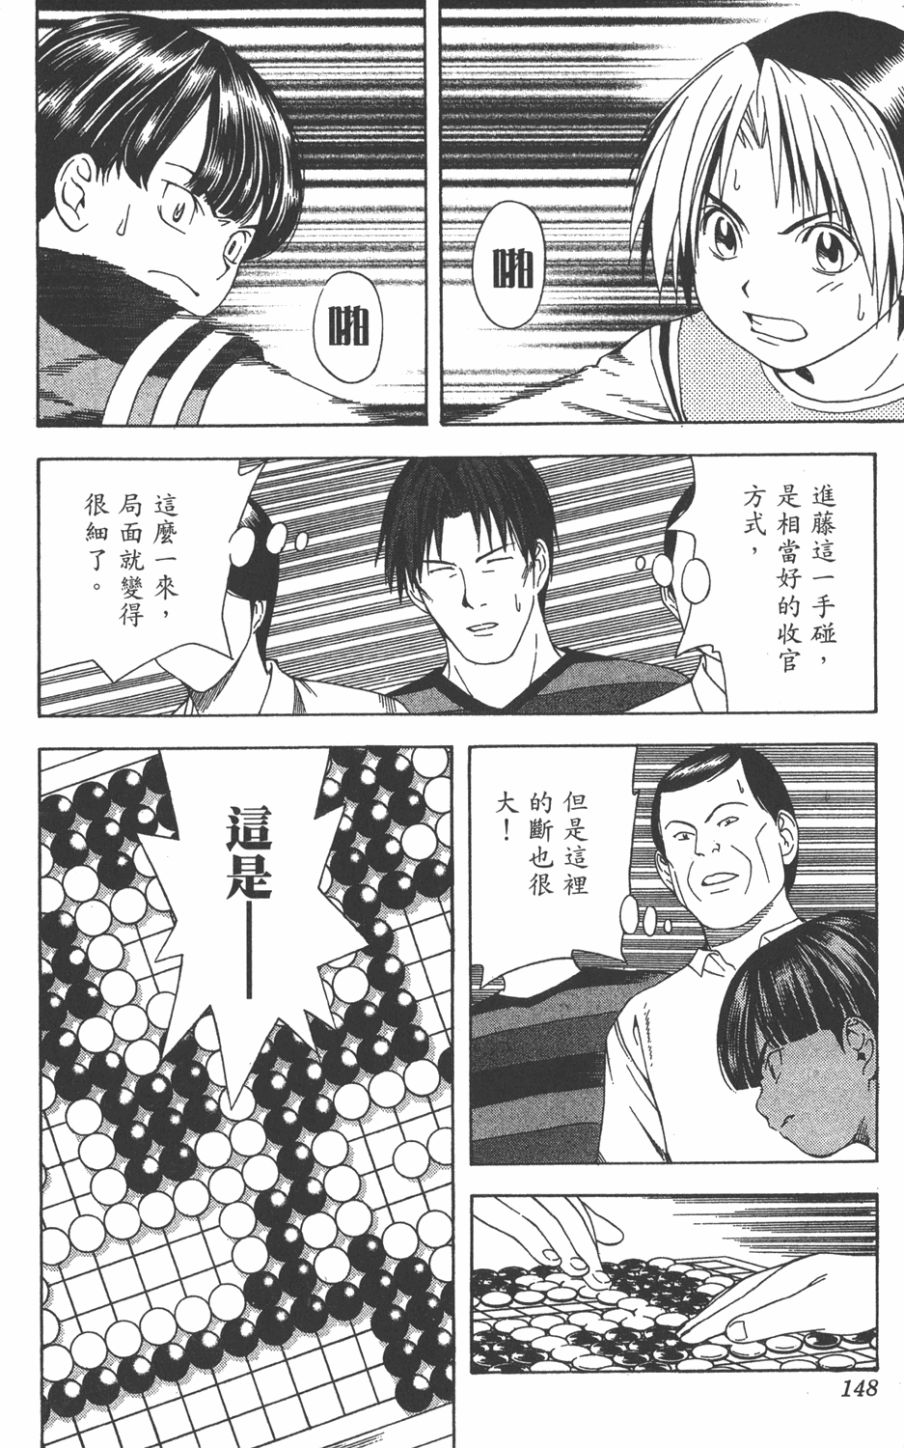 啪
啪
進藤這一手碰，
是相當好的收官
方式，
這麼一來，
局面就變得
很細了。
但是這裡
的斷也很
大！
這是——
148